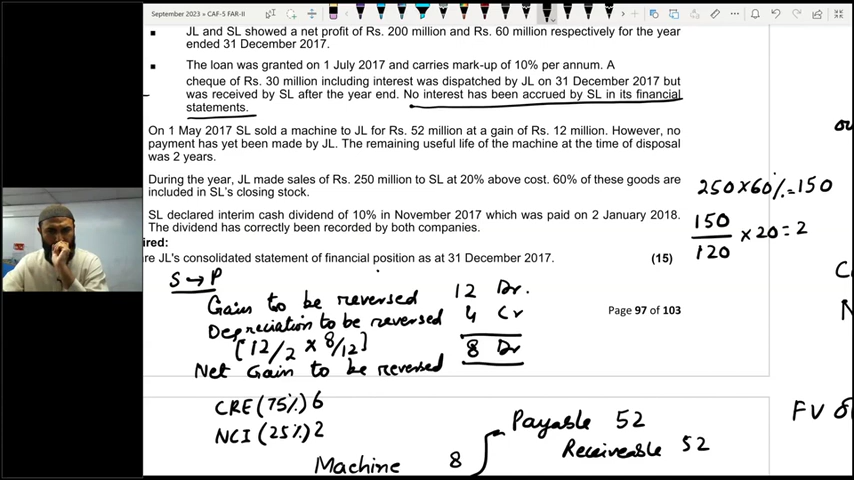 September 2023 » CAF-5 FAR-II
JL and SL showed a net profit of Rs. 200 million and Rs. 60 million respectively for the year
ended 31 December 2017.
The loan was granted on 1 July 2017 and carries mark-up of 10% per annum. A
cheque of Rs. 30 million including interest was dispatched by JL on 31 December 2017 but
was received by SL after the year end. No interest has been accrued by SL in its financial
statements.
On 1 May 2017 SL sold a machine to JL for Rs. 52 million at a gain of Rs. 12 million. However, no
payment has yet been made by JL. The remaining useful life of the machine at the time of disposal
was 2 years.
During the year, JL made sales of Rs. 250 million to SL at 20% above cost. 60% of these goods are
included in SL's closing stock.
SL declared interim cash dividend of 10% in November 2017 which was paid on 2 January 2018.
The dividend has correctly been recorded by both companies.
ired:
are JL's consolidated statement of financial position as at 31 December 2017. (15)
Page 97 of 103
S → P
Gain to be reversed 12 Dr.
Depreciation to be reversed 4 Cr
[12/2 × 8/12]
Net Gain to be reversed 8 Dr
CRE (75%) 6
NCI (25%) 2
Machine 8
Payable 52
Receiveable 52
250 × 60% = 150
150
120 × 20 = 2
FV